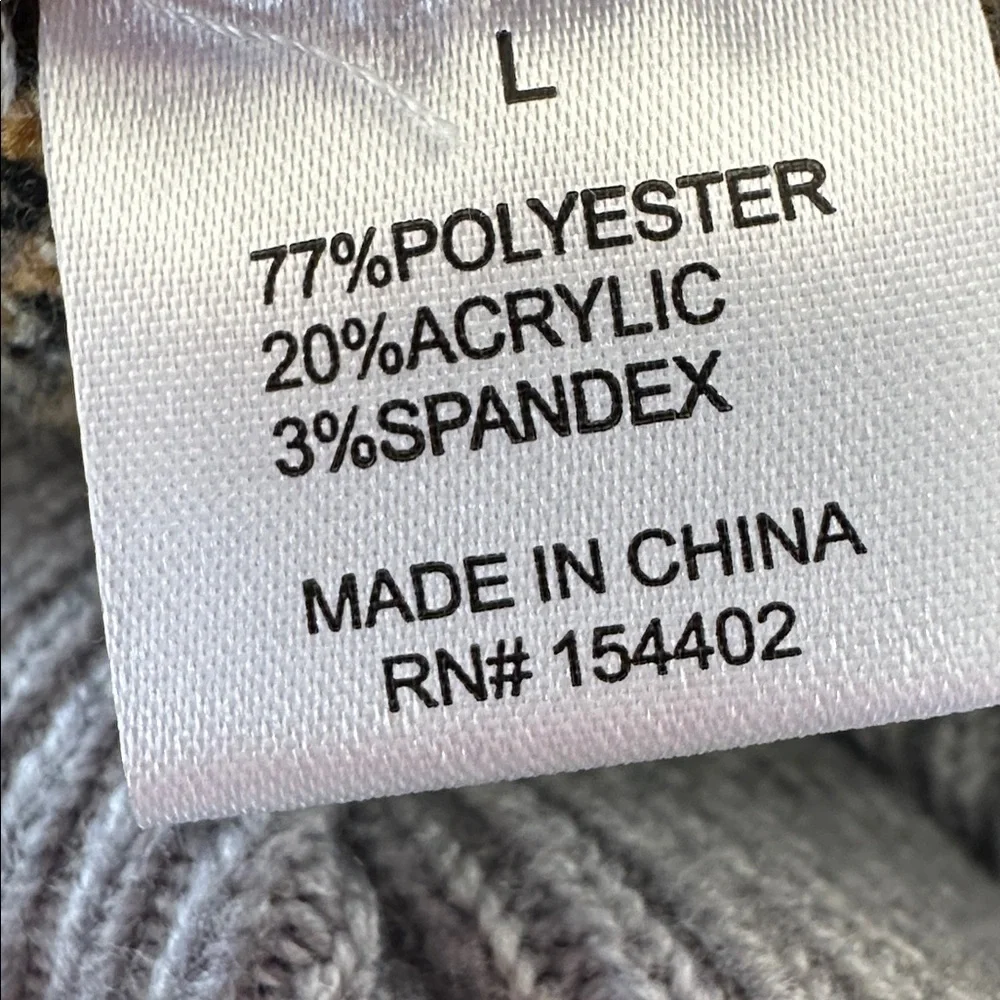 L
77%POLYESTER
20%ACRYLIC
3%SPANDEX
MADE IN CHINA
RN# 154402